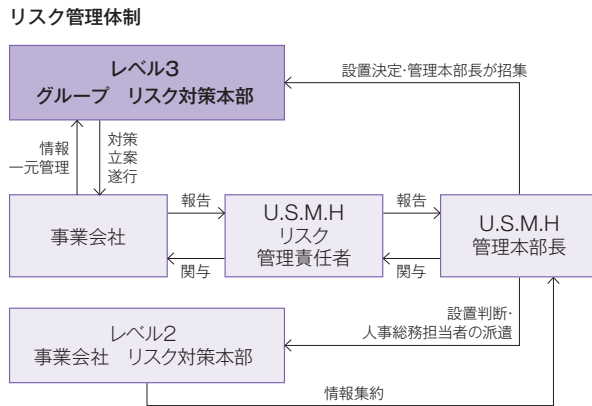 リスク管理体制
レベル3
グループ　リスク対策本部
設置決定・管理本部長が招集
情報
一元管理
対策
立案
遂行
事業会社
報告
関与
U.S.M.H
リスク
管理責任者
報告
関与
U.S.M.H
管理本部長
設置判断・
人事総務担当者の派遣
レベル2
事業会社　リスク対策本部
情報集約